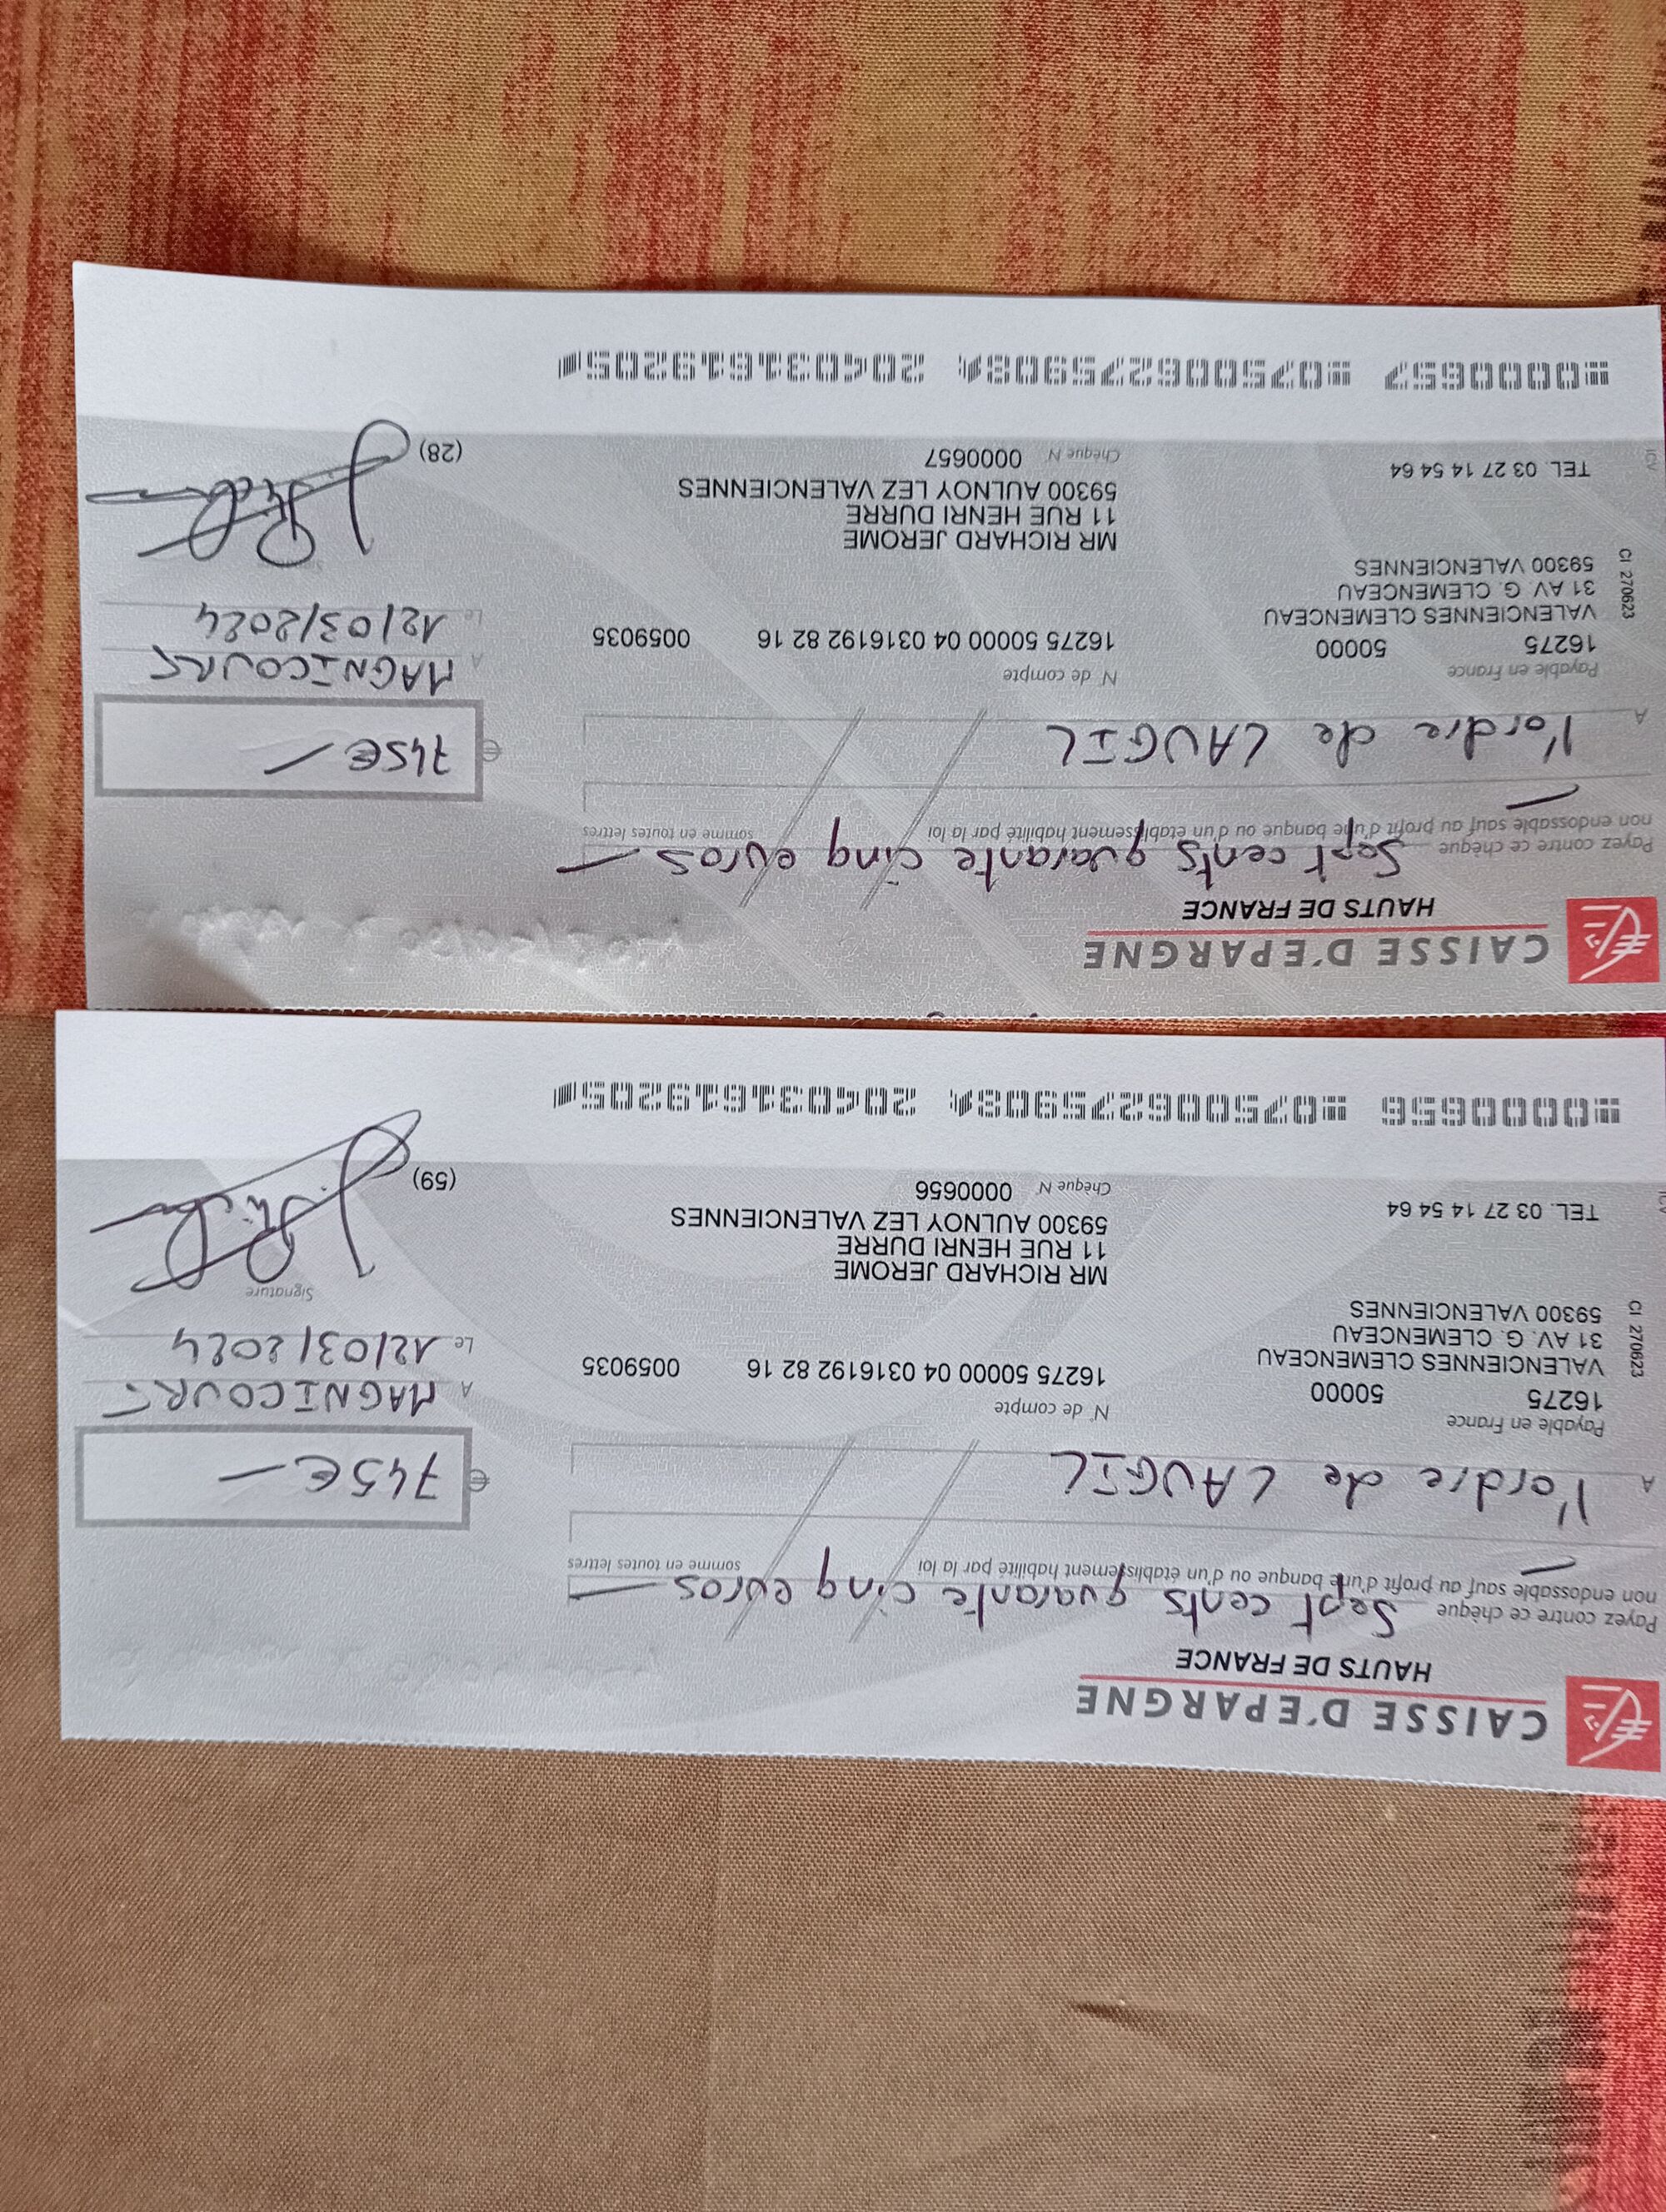 CAISSE D'EPARGNE
HAUTS DE FRANCE
Payez contre ce chèque Sept cents quarante cinq euros
non endossable sauf au profit d'une banque ou d'un établissement habilité par la loi somme en toutes lettres
€ 745€
A l'ordre de LAUGIL
Payable en France
16275 50000
VALENCIENNES CLEMENCEAU
31 AV. G. CLEMENCEAU
59300 VALENCIENNES
CI 270623
TEL. 03 27 14 54 64
N° de compte
16275 50000 04 0316192 82 16 0059035
MR RICHARD JEROME
11 RUE HENRI DURRE
59300 AULNOY LEZ VALENCIENNES
Chèque N° 0000656
A MAGNICOURT
Le 12/03/2024
Signature
(59)
0000656 075006275908 204031619205
CAISSE D'EPARGNE
HAUTS DE FRANCE
Payez contre ce chèque Sept cents quarante cinq euros
non endossable sauf au profit d'une banque ou d'un établissement habilité par la loi somme en toutes lettres
€ 745€
A l'ordre de LAUGIL
Payable en France
16275 50000
VALENCIENNES CLEMENCEAU
31 AV. G. CLEMENCEAU
59300 VALENCIENNES
CI 270623
TEL. 03 27 14 54 64
N° de compte
16275 50000 04 0316192 82 16 0059035
MR RICHARD JEROME
11 RUE HENRI DURRE
59300 AULNOY LEZ VALENCIENNES
Chèque N° 0000657
A MAGNICOURT
Le 12/03/2024
(28)
0000657 075006275908 204031619205